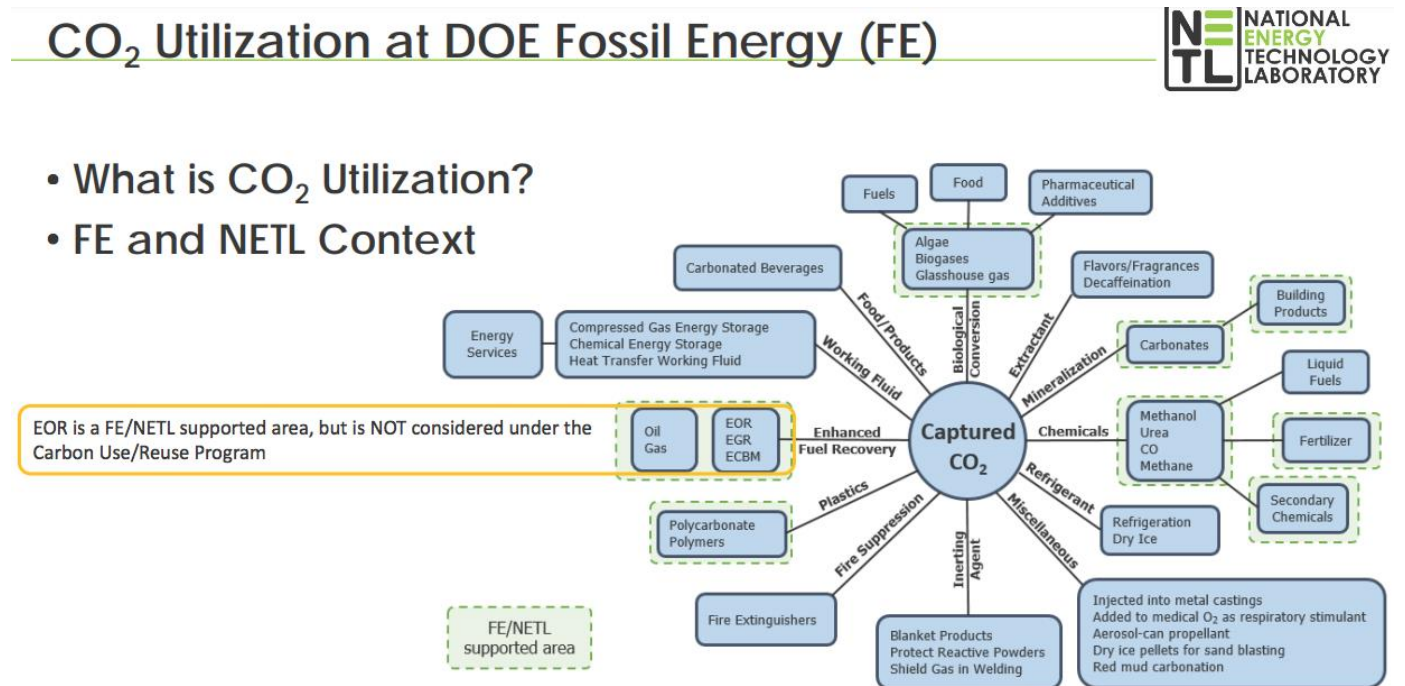 CO₂ Utilization at DOE Fossil Energy (FE)
NATIONAL
ENERGY
TECHNOLOGY
LABORATORY
NE
TL
• What is CO₂ Utilization?
• FE and NETL Context
Fuels
Food
Pharmaceutical
Additives
Algae
Biogases
Glasshouse gas
Carbonated Beverages
Flavors/Fragrances
Decaffeination
Building
Products
Energy
Services
Compressed Gas Energy Storage
Chemical Energy Storage
Heat Transfer Working Fluid
Food/Products
Biological
Conversion
Extractant
Mineralization
Carbonates
Working Fluid
Liquid
Fuels
EOR is a FE/NETL supported area, but is NOT considered under the
Carbon Use/Reuse Program
Oil
Gas
EOR
EGR
ECBM
Enhanced
Fuel Recovery
Captured
CO₂
Chemicals
Methanol
Urea
CO
Methane
Fertilizer
Secondary
Chemicals
Plastics
Polycarbonate
Polymers
Fire Suppression
Inerting
Agent
Miscellaneous
Refrigerant
Refrigeration
Dry Ice
FE/NETL
supported area
Fire Extinguishers
Blanket Products
Protect Reactive Powders
Shield Gas in Welding
Injected into metal castings
Added to medical O₂ as respiratory stimulant
Aerosol-can propellant
Dry ice pellets for sand blasting
Red mud carbonation